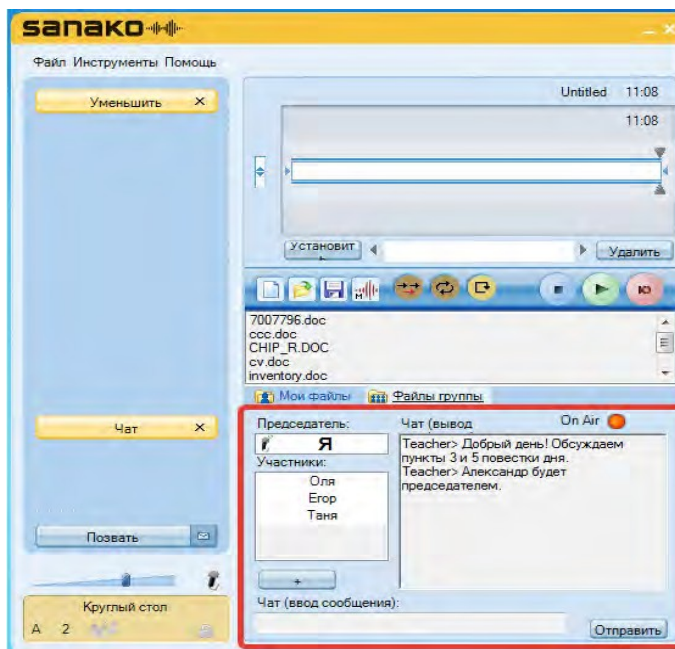 sanako
Файл Инструменты Помощь
Уменьшить ×
Untitled 11:08
11:08
Установит
Удалить
M
7007796.doc
ccc.doc
CHIP_R.DOC
cv.doc
inventory.doc
Мои файлы Файлы группы
Чат ×
Председатель:
Я
Участники:
Оля
Егор
Таня
+
Чат (вывод
On Air
Teacher> Добрый день! Обсуждаем
пункты 3 и 5 повестки дня.
Teacher> Александр будет
председателем.
Позвать
Круглый стол
A 2
Чат (ввод сообщения):
Отправить